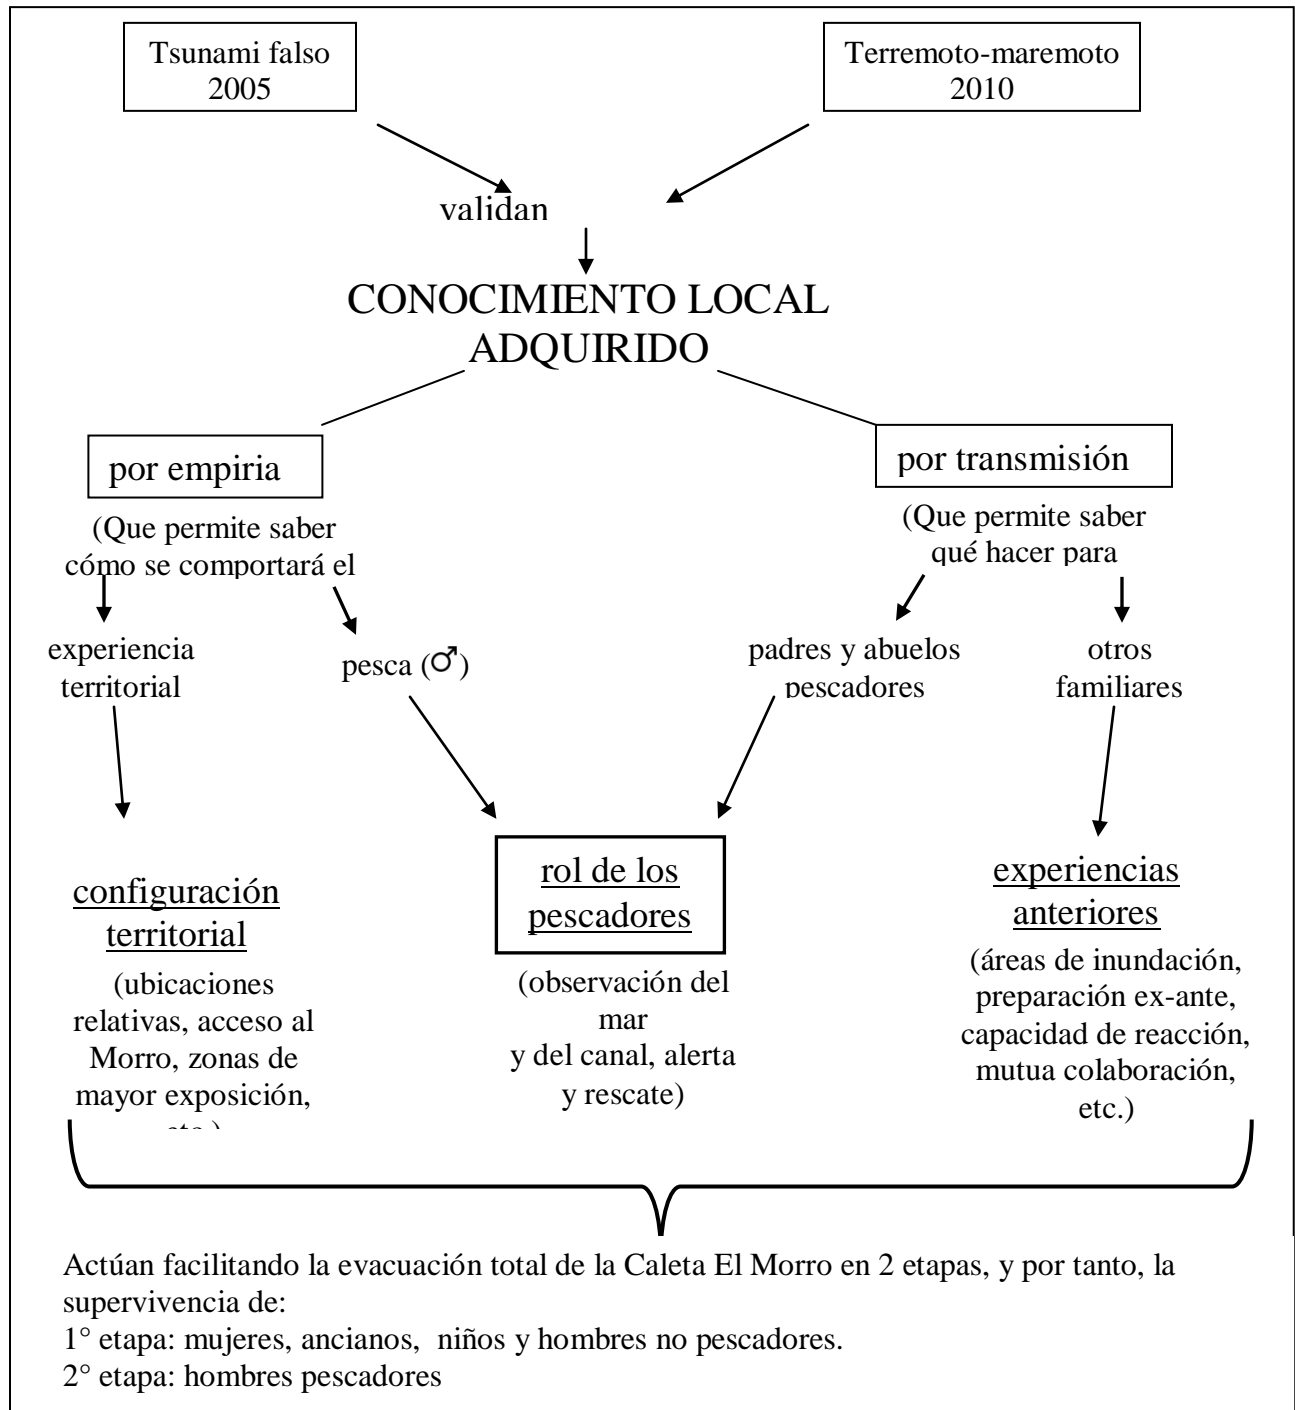 Tsunami falso
2005
Terremoto-maremoto
2010
validan
CONOCIMIENTO LOCAL
ADQUIRIDO
por empiria
(Que permite saber
cómo se comportará el
por transmisión
(Que permite saber
qué hacer para
experiencia
territorial
pesca (♂)
padres y abuelos
pescadores
otros
familiares
configuración
territorial
(ubicaciones
relativas, acceso al
Morro, zonas de
mayor exposición,
etc.)
rol de los
pescadores
(observación del
mar
y del canal, alerta
y rescate)
experiencias
anteriores
(áreas de inundación,
preparación ex-ante,
capacidad de reacción,
mutua colaboración,
etc.)
Actúan facilitando la evacuación total de la Caleta El Morro en 2 etapas, y por tanto, la
supervivencia de:
1° etapa: mujeres, ancianos, niños y hombres no pescadores.
2° etapa: hombres pescadores